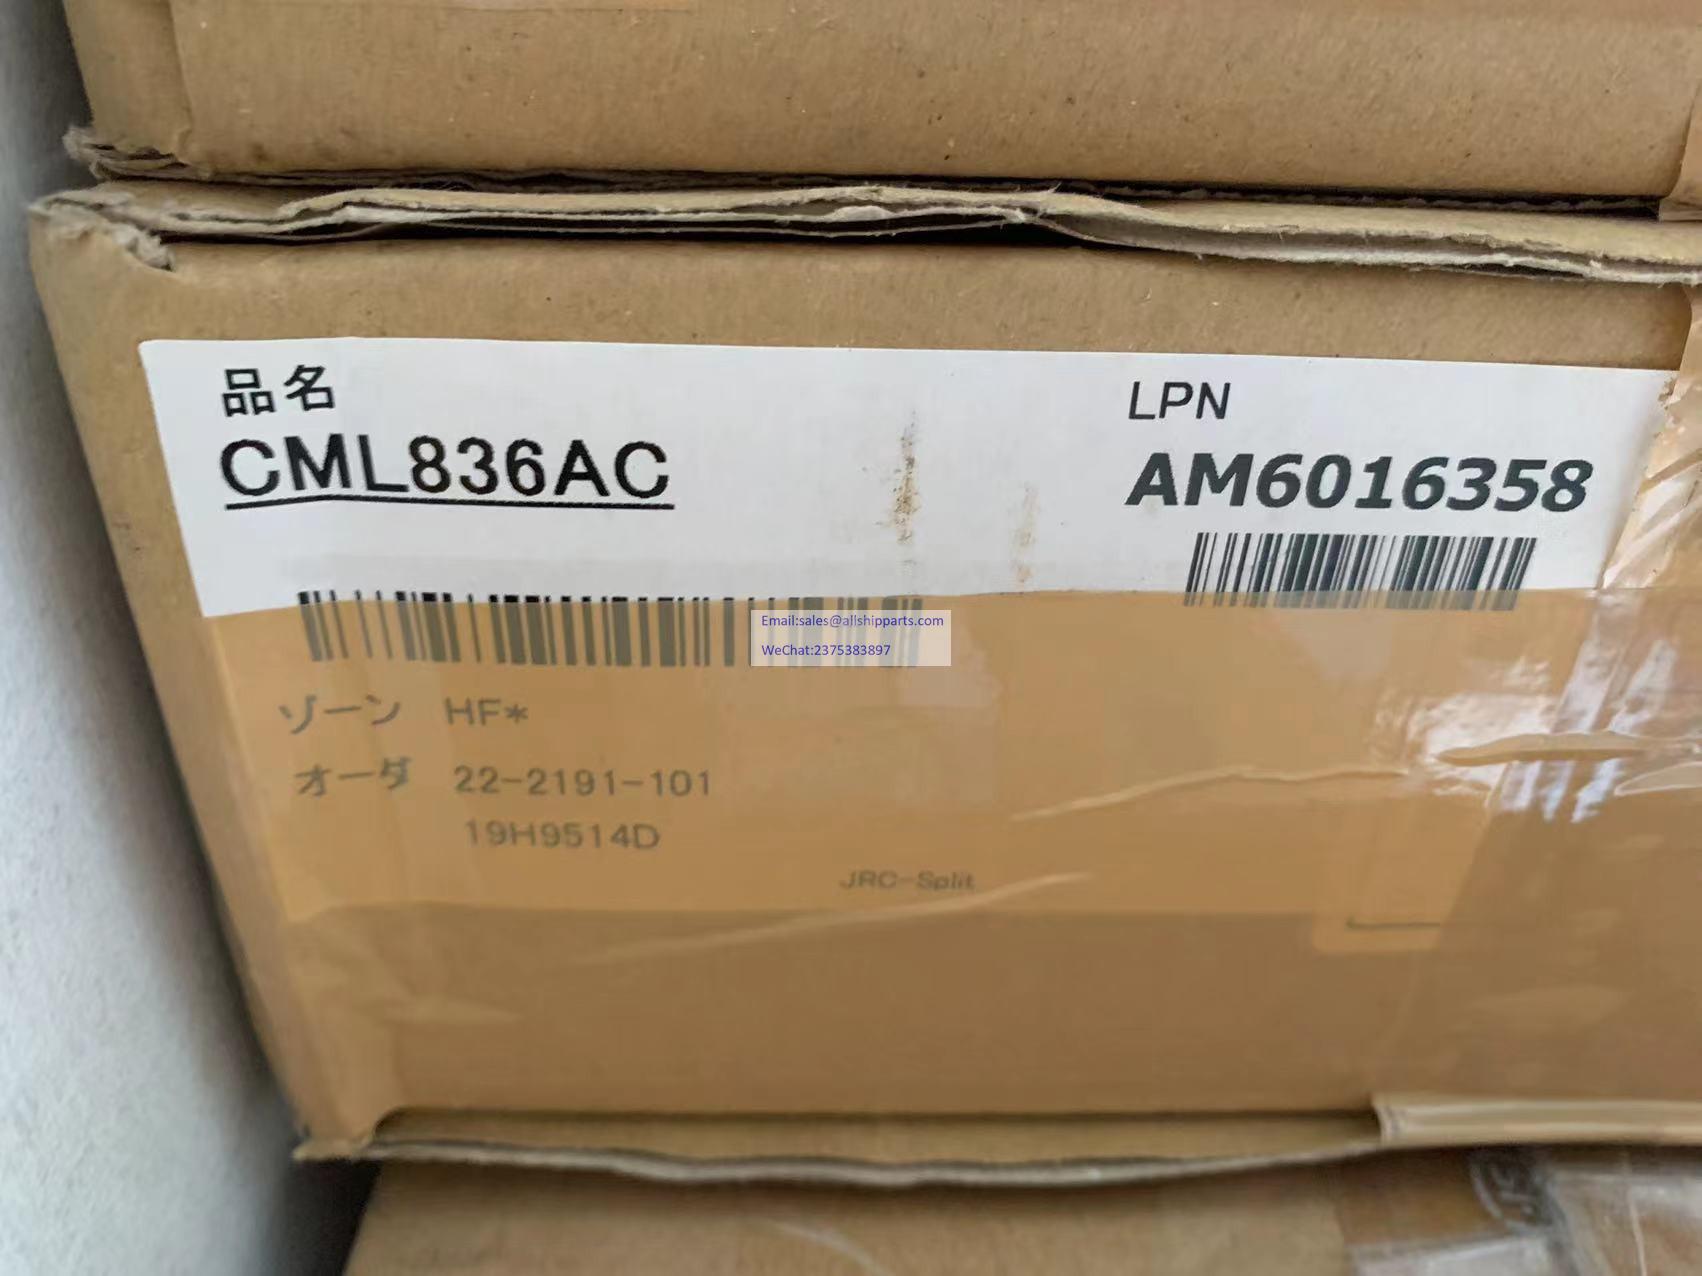 品名
CML836AC
LPN
AM6016358
Email:sales@allshipparts.com
WeChat:2375383897
ゾーン HF*
オーダ 22-2191-101
19H9514D
JRC-Split